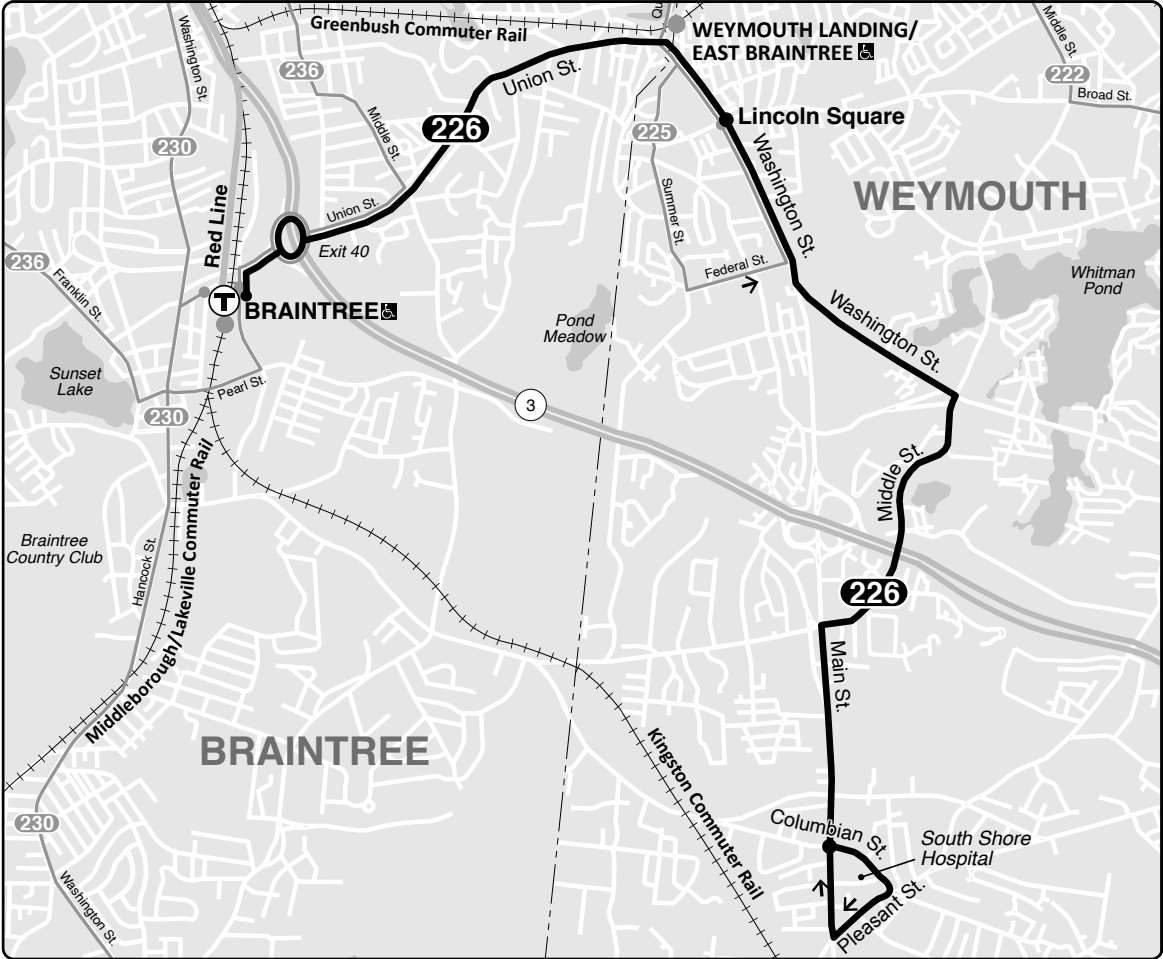 Greenbush Commuter Rail
Qu
WEYMOUTH LANDING/
EAST BRAINTREE
Middle St.
222
Broad St.
Washington St.
236
Union St.
Middle St.
226
Lincoln Square
230
225
Washington St.
WEYMOUTH
Red Line
Union St.
Summer St.
Exit 40
Federal St.
236
Franklin St.
T
BRAINTREE
Whitman
Pond
Pond
Meadow
Washington St.
Sunset
Lake
Pearl St.
230
3
Middle St.
Middleborough/Lakeville Commuter Rail
Braintree
Country Club
Hancock St.
226
Main St.
BRAINTREE
Kingston Commuter Rail
230
Columbian St.
South Shore
Hospital
Washington St.
Pleasant St.